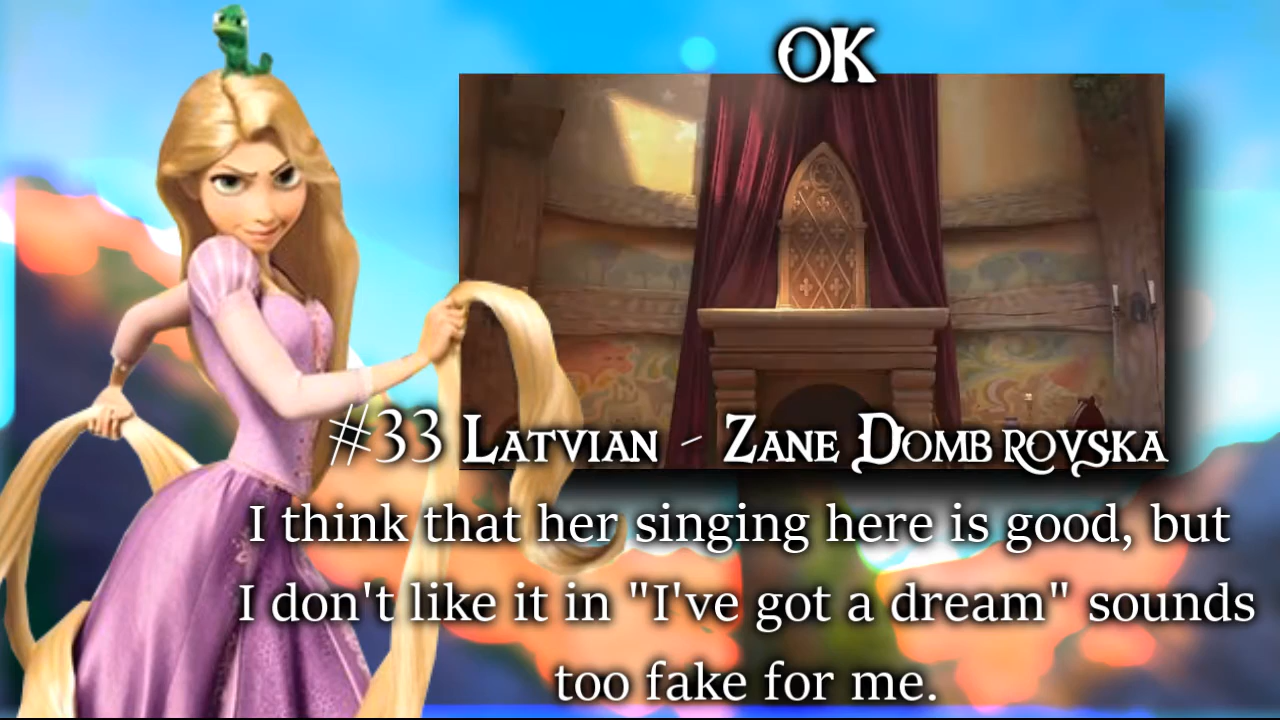 OK
#33 Latvian - Zane Dombrovska
I think that her singing here is good, but
I don't like it in "I've got a dream" sounds
too fake for me.